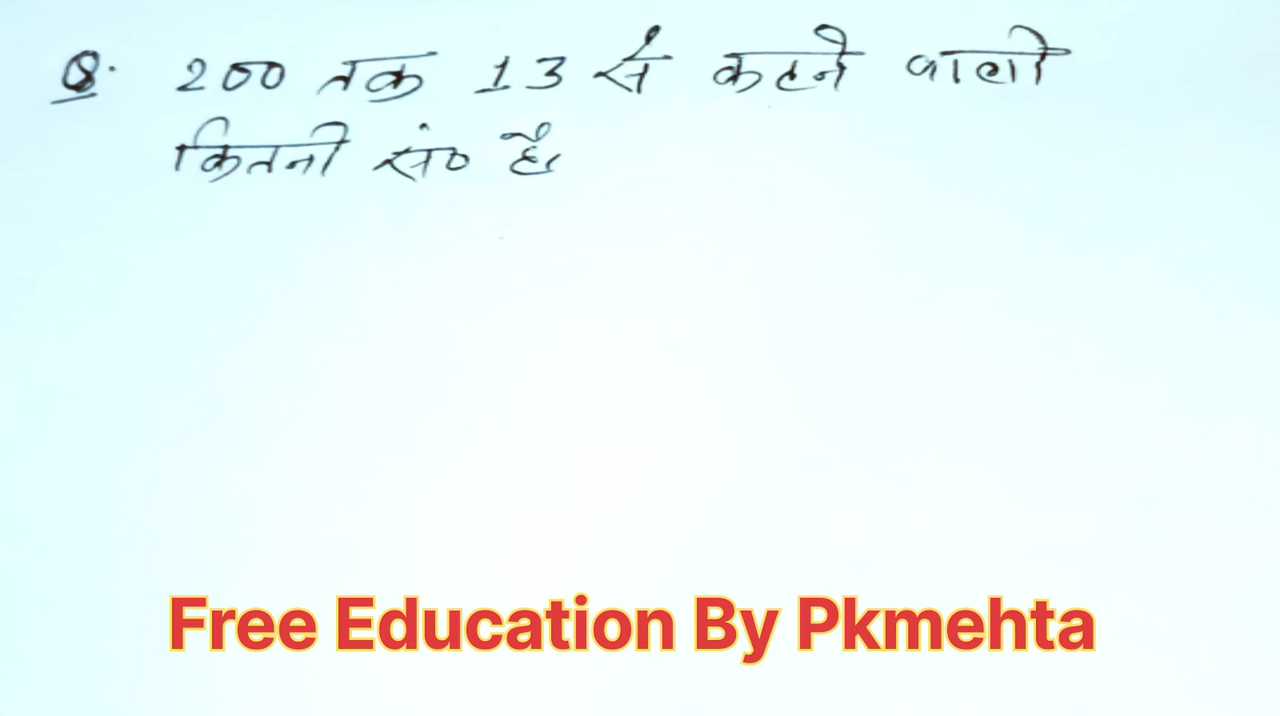 Q. 200 तक 13 से कटने वाली
कितनी सं० है।
Free Education By Pkmehta